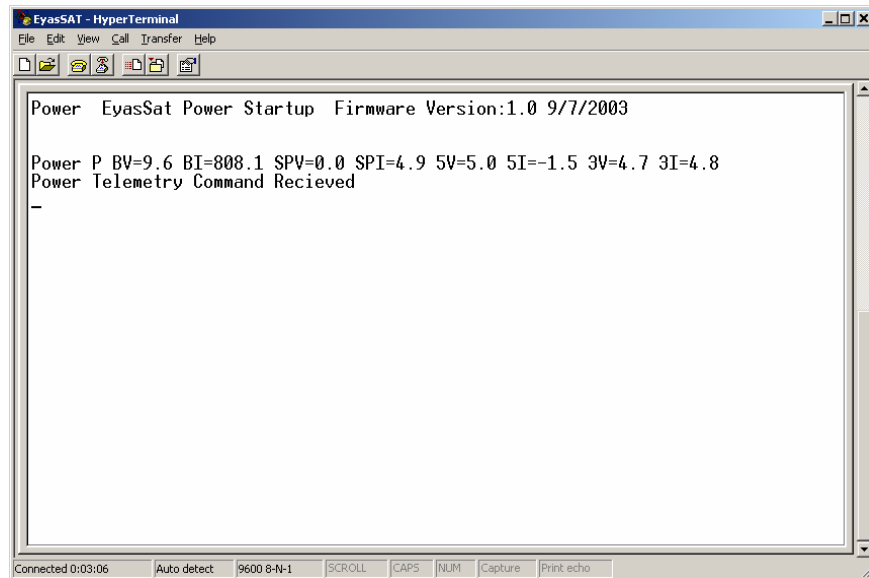 EyasSAT - HyperTerminal
File Edit View Call Transfer Help
Power EyasSat Power Startup Firmware Version:1.0 9/7/2003
Power P BV=9.6 BI=808.1 SPV=0.0 SPI=4.9 5V=5.0 5I=-1.5 3V=4.7 3I=4.8
Power Telemetry Command Recieved
_
Connected 0:03:06 Auto detect 9600 8-N-1 SCROLL CAPS NUM Capture Print echo